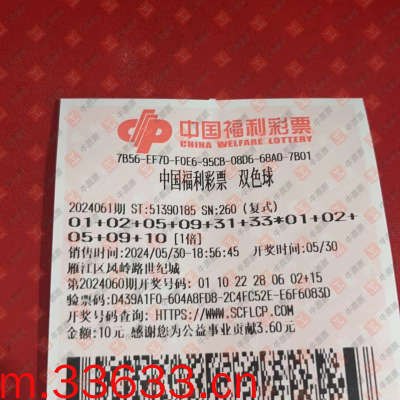 中国福利彩票
CHINA WELFARE LOTTERY
7B56-EF7D-F0E6-95C8-08D6-6BA0-7B01
中国福利彩票 双色球
2024061期 ST:51390185 SN:260 (复式)
01+02+05+09+31+33*01+02+
05+09+10 [1倍]
销售时间:2024/05/30-18:56:45 开奖时间:05/30
雁江区凤岭路世纪城
第2024060期开奖号码: 01 10 22 28 06 02+15
验票码:D439A1F0-604A8FDB-2C4FC52E-E6F6083D
开奖号码查询: HTTPS://WWW.SCFLCP.COM
金额:10元 感谢您为公益事业贡献3.60元
m.33633.cn